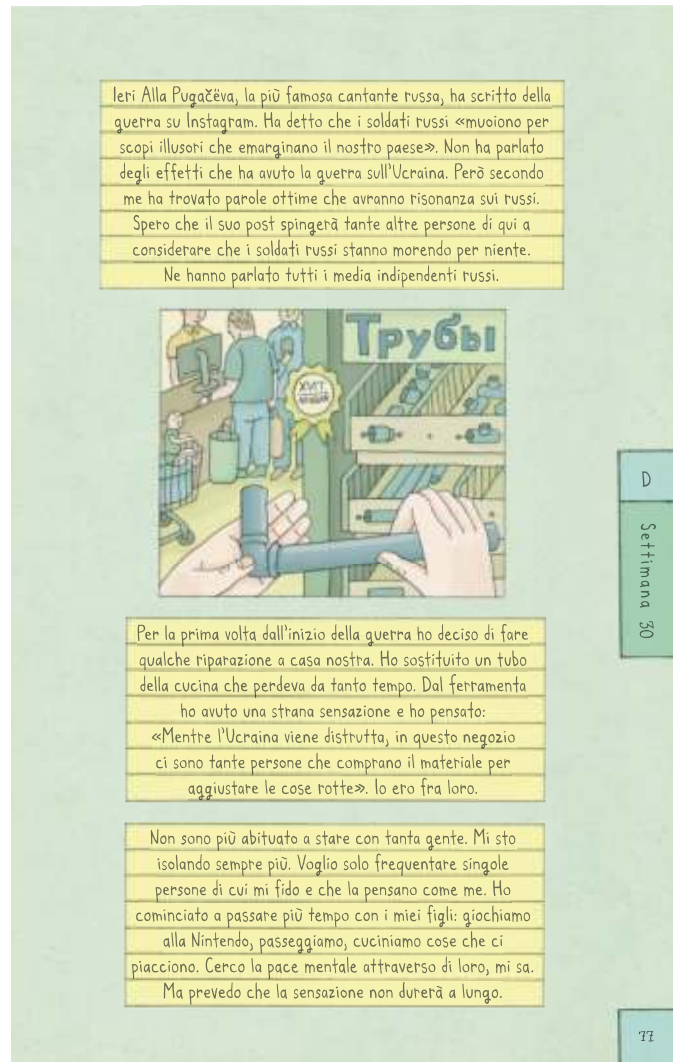 Ieri Alla Pugačëva, la più famosa cantante russa, ha scritto della
guerra su Instagram. Ha detto che i soldati russi «muoiono per
scopi illusori che emarginano il nostro paese». Non ha parlato
degli effetti che ha avuto la guerra sull'Ucraina. Però secondo
me ha trovato parole ottime che avranno risonanza sui russi.
Spero che il suo post spingerà tante altre persone di qui a
considerare che i soldati russi stanno morendo per niente.
Ne hanno parlato tutti i media indipendenti russi.
Трубы
D
Settimana 30
Per la prima volta dall'inizio della guerra ho deciso di fare
qualche riparazione a casa nostra. Ho sostituito un tubo
della cucina che perdeva da tanto tempo. Dal ferramenta
ho avuto una strana sensazione e ho pensato:
«Mentre l'Ucraina viene distrutta, in questo negozio
ci sono tante persone che comprano il materiale per
aggiustare le cose rotte». Io ero fra loro.
Non sono più abituato a stare con tanta gente. Mi sto
isolando sempre più. Voglio solo frequentare singole
persone di cui mi fido e che la pensano come me. Ho
cominciato a passare più tempo con i miei figli: giochiamo
alla Nintendo, passeggiamo, cuciniamo cose che ci
piacciono. Cerco la pace mentale attraverso di loro, mi sa.
Ma prevedo che la sensazione non durerà a lungo.
77